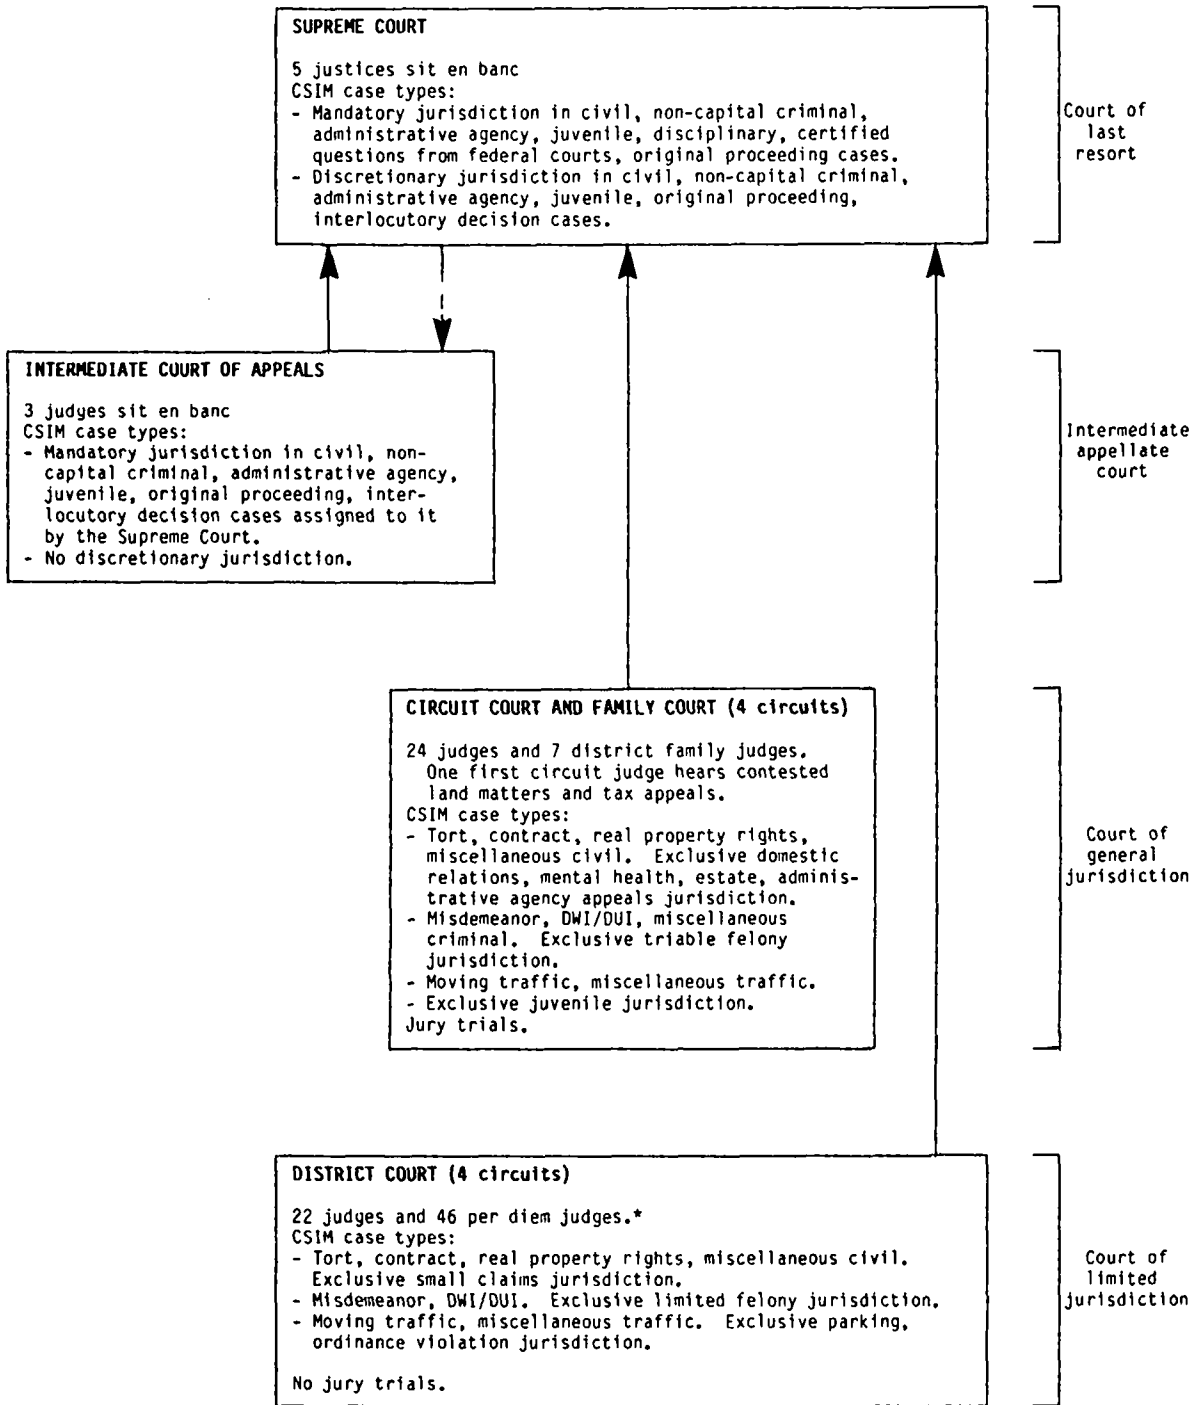 SUPREME COURT
5 justices sit en banc
CSIM case types:
- Mandatory jurisdiction in civil, non-capital criminal,
administrative agency, juvenile, disciplinary, certified
questions from federal courts, original proceeding cases.
- Discretionary jurisdiction in civil, non-capital criminal,
administrative agency, juvenile, original proceeding,
interlocutory decision cases.
Court of
last
resort
INTERMEDIATE COURT OF APPEALS
3 judges sit en banc
CSIM case types:
- Mandatory jurisdiction in civil, non-
capital criminal, administrative agency,
juvenile, original proceeding, inter-
locutory decision cases assigned to it
by the Supreme Court.
- No discretionary jurisdiction.
Intermediate
appellate
court
CIRCUIT COURT AND FAMILY COURT (4 circuits)
24 judges and 7 district family judges.
One first circuit judge hears contested
land matters and tax appeals.
CSIM case types:
- Tort, contract, real property rights,
miscellaneous civil. Exclusive domestic
relations, mental health, estate, adminis-
trative agency appeals jurisdiction.
- Misdemeanor, DWI/DUI, miscellaneous
criminal. Exclusive triable felony
jurisdiction.
- Moving traffic, miscellaneous traffic.
- Exclusive juvenile jurisdiction.
Jury trials.
Court of
general
jurisdiction
DISTRICT COURT (4 circuits)
22 judges and 46 per diem judges.*
CSIM case types:
- Tort, contract, real property rights, miscellaneous civil.
Exclusive small claims jurisdiction.
- Misdemeanor, DWI/DUI. Exclusive limited felony jurisdiction.
- Moving traffic, miscellaneous traffic. Exclusive parking,
ordinance violation jurisdiction.
No jury trials.
Court of
limited
jurisdiction